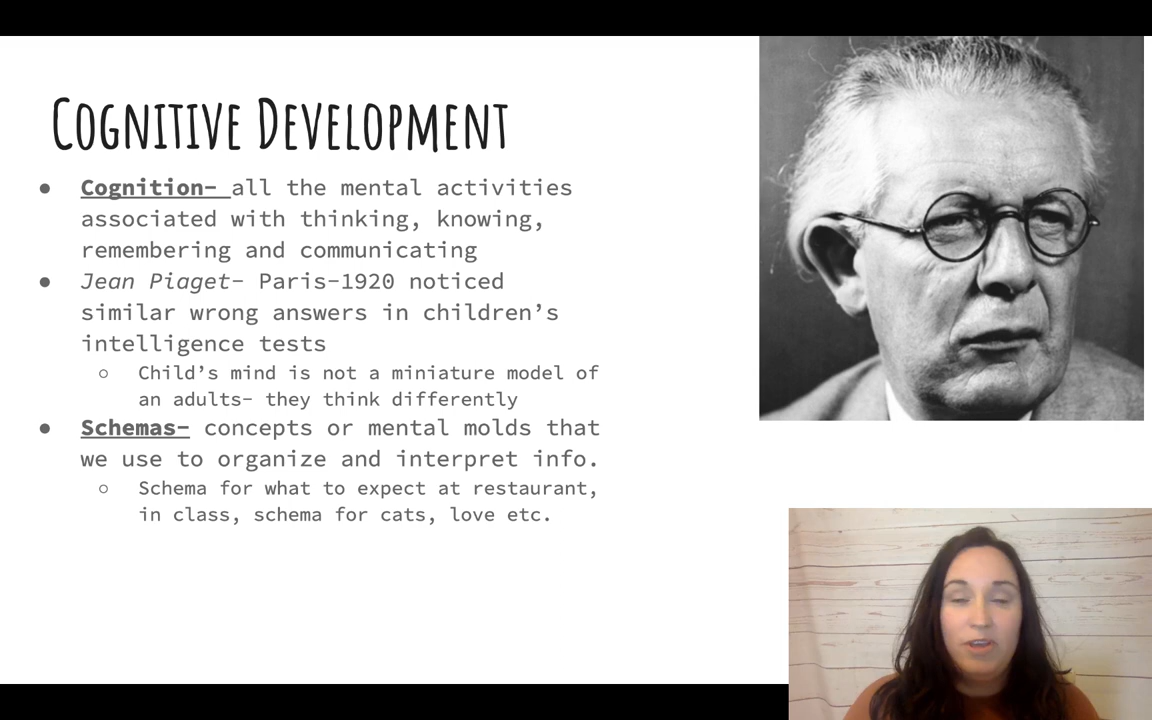 Cognitive Development
● Cognition- all the mental activities
associated with thinking, knowing,
remembering and communicating
● Jean Piaget- Paris-1920 noticed
similar wrong answers in children’s
intelligence tests
○ Child’s mind is not a miniature model of
an adults- they think differently
● Schemas- concepts or mental molds that
we use to organize and interpret info.
○ Schema for what to expect at restaurant,
in class, schema for cats, love etc.